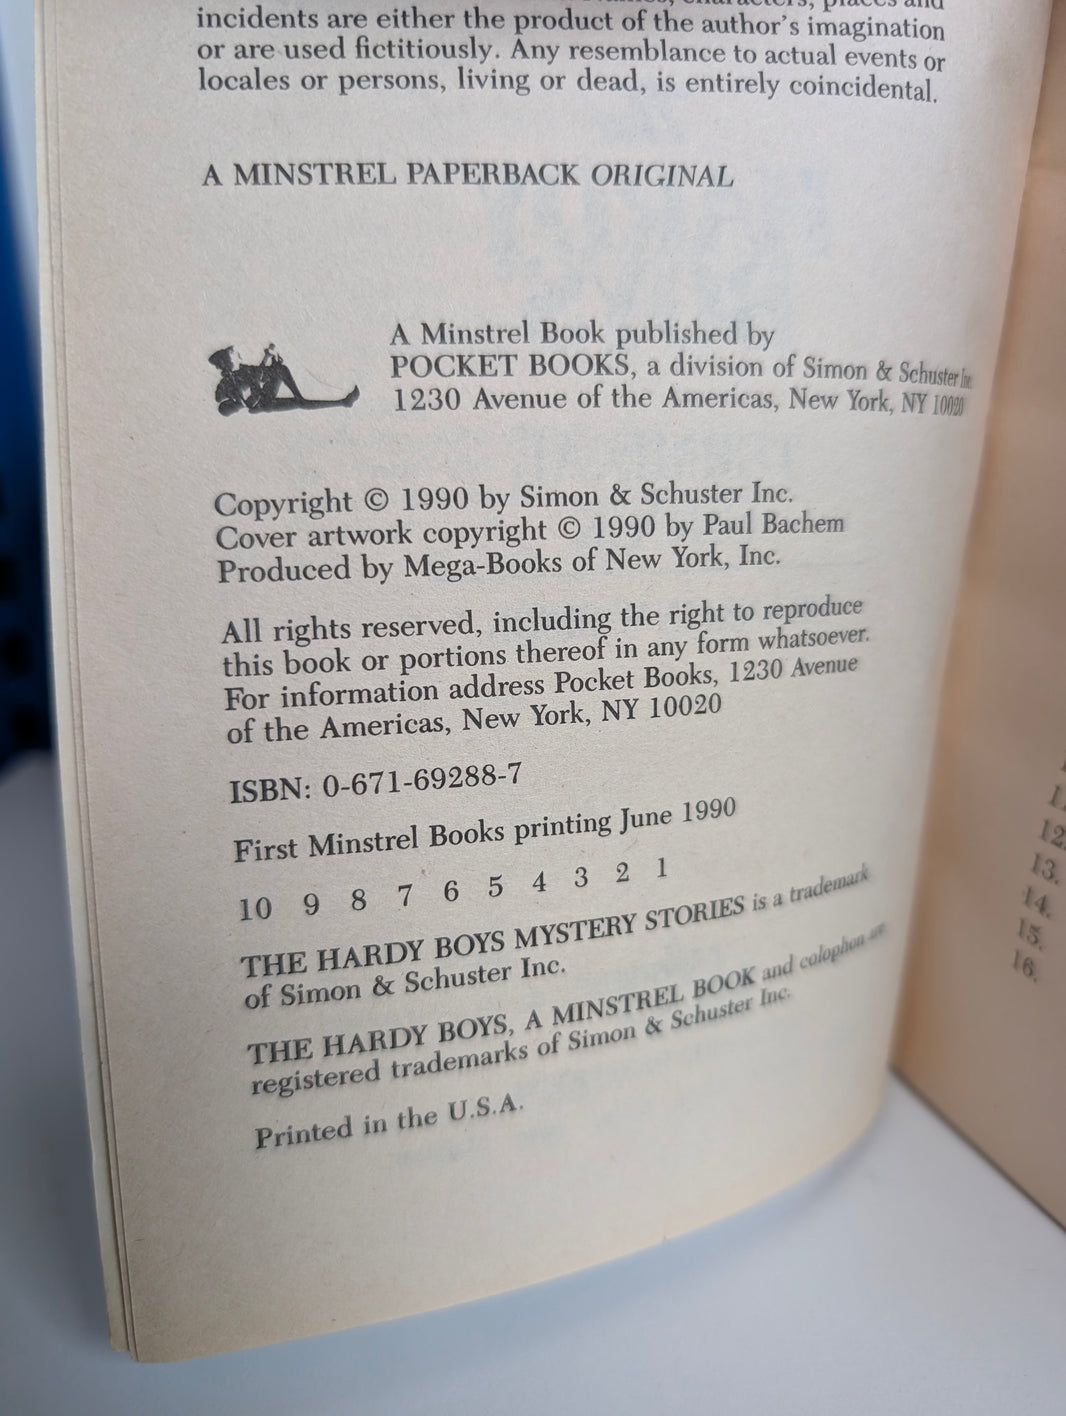 incidents are either the product of the author's imagination
or are used fictitiously. Any resemblance to actual events or
locales or persons, living or dead, is entirely coincidental.
A MINSTREL PAPERBACK ORIGINAL
A Minstrel Book published by
POCKET BOOKS, a division of Simon & Schuster Inc.
1230 Avenue of the Americas, New York, NY 10020
Copyright © 1990 by Simon & Schuster Inc.
Cover artwork copyright © 1990 by Paul Bachem
Produced by Mega-Books of New York, Inc.
All rights reserved, including the right to reproduce
this book or portions thereof in any form whatsoever.
For information address Pocket Books, 1230 Avenue
of the Americas, New York, NY 10020
ISBN: 0-671-69288-7
First Minstrel Books printing June 1990
10 9 8 7 6 5 4 3 2 1
THE HARDY BOYS MYSTERY STORIES is a trademark
of Simon & Schuster Inc.
THE HARDY BOYS, A MINSTREL BOOK and colophon are
registered trademarks of Simon & Schuster Inc.
Printed in the U.S.A.
12.
13.
14.
15.
16.